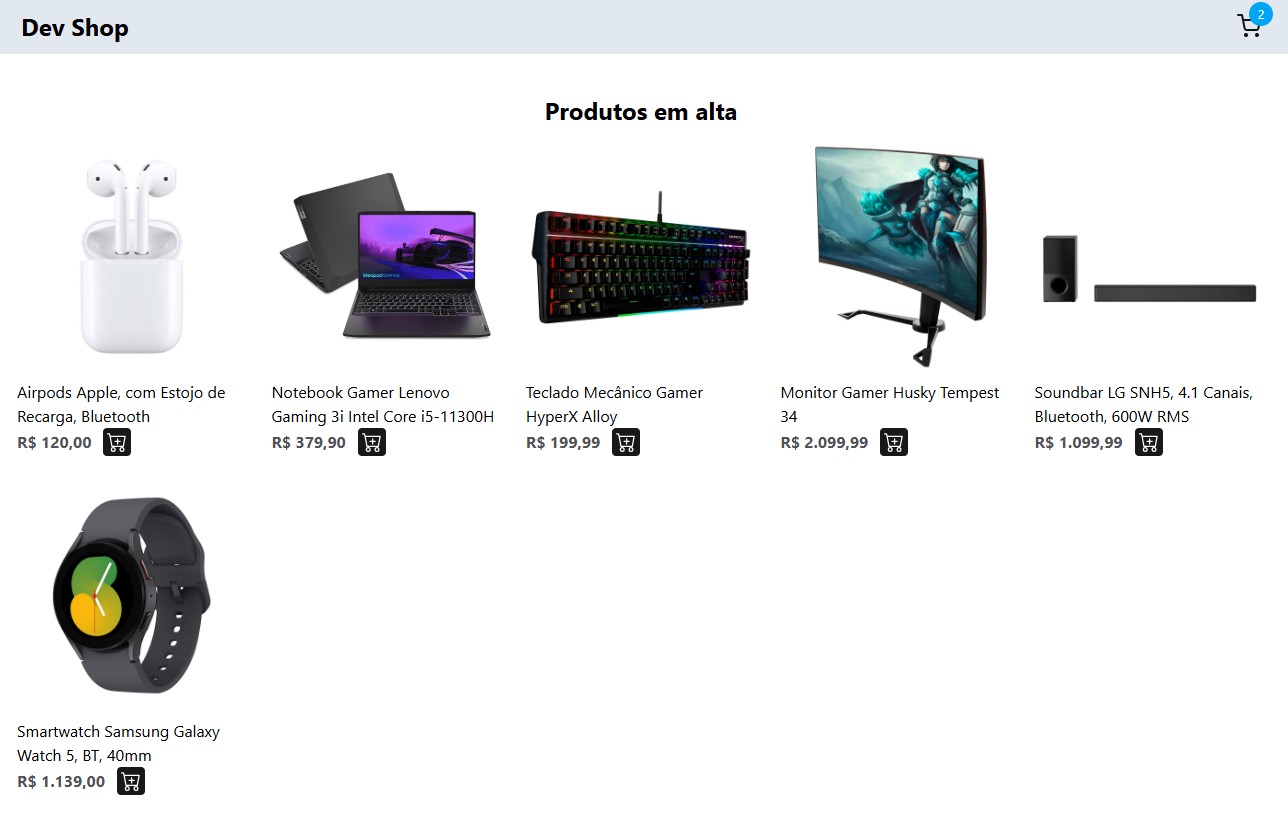 Dev Shop
2
Produtos em alta
ideapad GAMING
Airpods Apple, com Estojo de
Recarga, Bluetooth
R$ 120,00
Notebook Gamer Lenovo
Gaming 3i Intel Core i5-11300H
R$ 379,90
Teclado Mecânico Gamer
HyperX Alloy
R$ 199,99
Monitor Gamer Husky Tempest
34
R$ 2.099,99
Soundbar LG SNH5, 4.1 Canais,
Bluetooth, 600W RMS
R$ 1.099,99
Smartwatch Samsung Galaxy
Watch 5, BT, 40mm
R$ 1.139,00